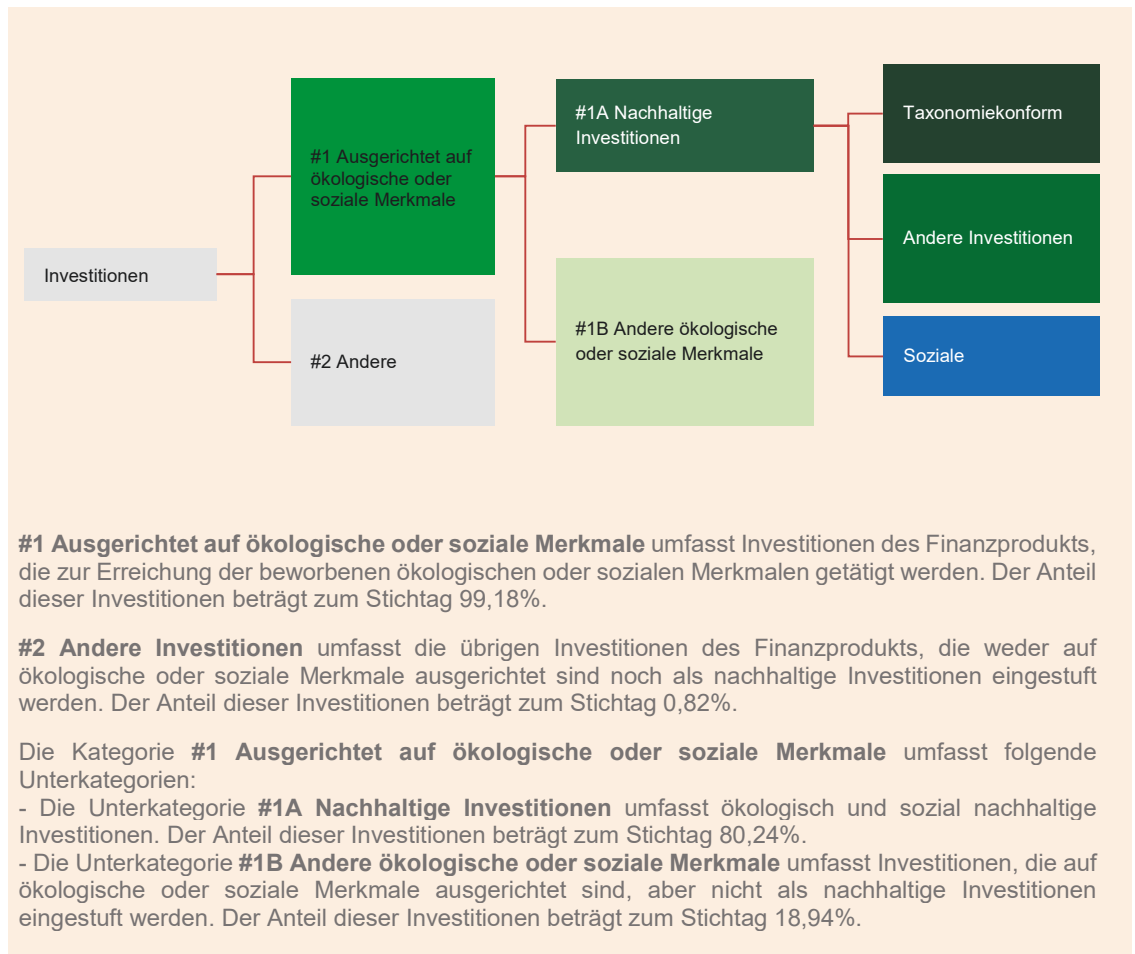 Investitionen
#1 Ausgerichtet auf
ökologische oder
soziale Merkmale
#2 Andere
#1A Nachhaltige
Investitionen
#1B Andere ökologische
oder soziale Merkmale
Taxonomiekonform
Andere Investitionen
Soziale
#1 Ausgerichtet auf ökologische oder soziale Merkmale umfasst Investitionen des Finanzprodukts,
die zur Erreichung der beworbenen ökologischen oder sozialen Merkmalen getätigt werden. Der Anteil
dieser Investitionen beträgt zum Stichtag 99,18%.
#2 Andere Investitionen umfasst die übrigen Investitionen des Finanzprodukts, die weder auf
ökologische oder soziale Merkmale ausgerichtet sind noch als nachhaltige Investitionen eingestuft
werden. Der Anteil dieser Investitionen beträgt zum Stichtag 0,82%.
Die Kategorie #1 Ausgerichtet auf ökologische oder soziale Merkmale umfasst folgende
Unterkategorien:
- Die Unterkategorie #1A Nachhaltige Investitionen umfasst ökologisch und sozial nachhaltige
Investitionen. Der Anteil dieser Investitionen beträgt zum Stichtag 80,24%.
- Die Unterkategorie #1B Andere ökologische oder soziale Merkmale umfasst Investitionen, die auf
ökologische oder soziale Merkmale ausgerichtet sind, aber nicht als nachhaltige Investitionen
eingestuft werden. Der Anteil dieser Investitionen beträgt zum Stichtag 18,94%.